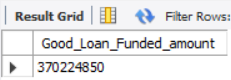 Result Grid Filter Rows:
Good_Loan_Funded_amount
370224850